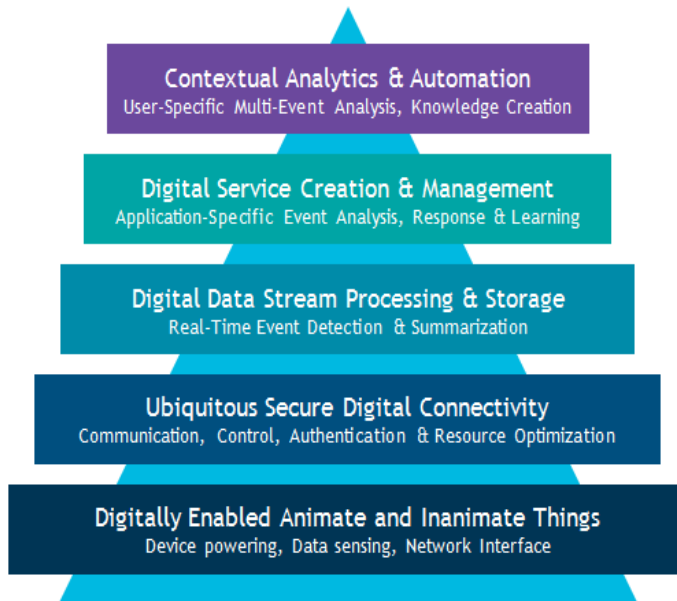 Contextual Analytics & Automation
User-Specific Multi-Event Analysis, Knowledge Creation
Digital Service Creation & Management
Application-Specific Event Analysis, Response & Learning
Digital Data Stream Processing & Storage
Real-Time Event Detection & Summarization
Ubiquitous Secure Digital Connectivity
Communication, Control, Authentication & Resource Optimization
Digitally Enabled Animate and Inanimate Things
Device powering, Data sensing, Network Interface